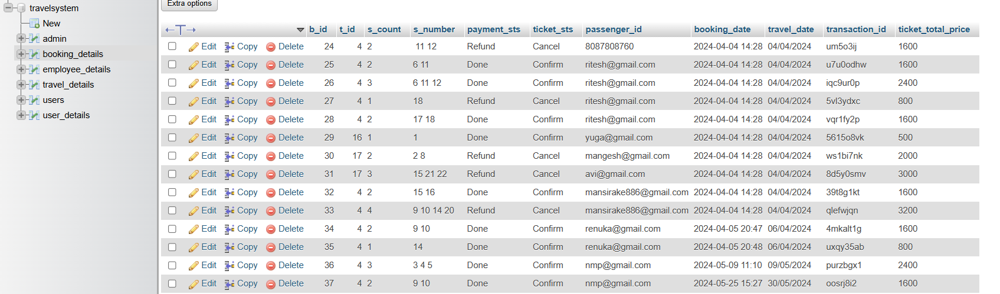 travelsystem
New
admin
booking_details
employee_details
travel_details
users
user_details
Extra options
b_id t_id s_count s_number payment_sts ticket_sts passenger_id booking_date travel_date transaction_id ticket_total_price
Edit Copy Delete 24 4 2 11 12 Refund Cancel 8087808760 2024-04-04 14:28 04/04/2024 um5o3ij 1600
Edit Copy Delete 25 4 2 6 11 Done Confirm ritesh@gmail.com 2024-04-04 14:28 04/04/2024 u7u0odhw 1600
Edit Copy Delete 26 4 3 6 11 12 Done Confirm ritesh@gmail.com 2024-04-04 14:28 04/04/2024 iqc9ur0p 2400
Edit Copy Delete 27 4 1 18 Refund Cancel ritesh@gmail.com 2024-04-04 14:28 04/04/2024 5vl3ydxc 800
Edit Copy Delete 28 4 2 17 18 Done Confirm ritesh@gmail.com 2024-04-04 14:28 04/04/2024 vqr1fy2p 1600
Edit Copy Delete 29 16 1 1 Done Confirm yuga@gmail.com 2024-04-04 14:28 04/04/2024 5615o8vk 500
Edit Copy Delete 30 17 2 2 8 Refund Cancel mangesh@gmail.com 2024-04-04 14:28 04/04/2024 ws1bi7nk 2000
Edit Copy Delete 31 17 3 15 21 22 Refund Cancel avi@gmail.com 2024-04-04 14:28 04/04/2024 8d5y0smv 3000
Edit Copy Delete 32 4 2 15 16 Done Confirm mansirake886@gmail.com 2024-04-04 14:28 04/04/2024 39t8g1kt 1600
Edit Copy Delete 33 4 4 9 10 14 20 Refund Cancel mansirake886@gmail.com 2024-04-04 14:28 04/04/2024 qlefwjqn 3200
Edit Copy Delete 34 4 2 9 10 Done Confirm renuka@gmail.com 2024-04-05 20:47 06/04/2024 4mkalt1g 1600
Edit Copy Delete 35 4 1 14 Done Confirm renuka@gmail.com 2024-04-05 20:48 06/04/2024 uxqy35ab 800
Edit Copy Delete 36 4 3 3 4 5 Done Confirm nmp@gmail.com 2024-05-09 11:10 09/05/2024 purzbgx1 2400
Edit Copy Delete 37 4 2 9 10 Done Confirm nmp@gmail.com 2024-05-25 15:27 30/05/2024 oosrj8i2 1600